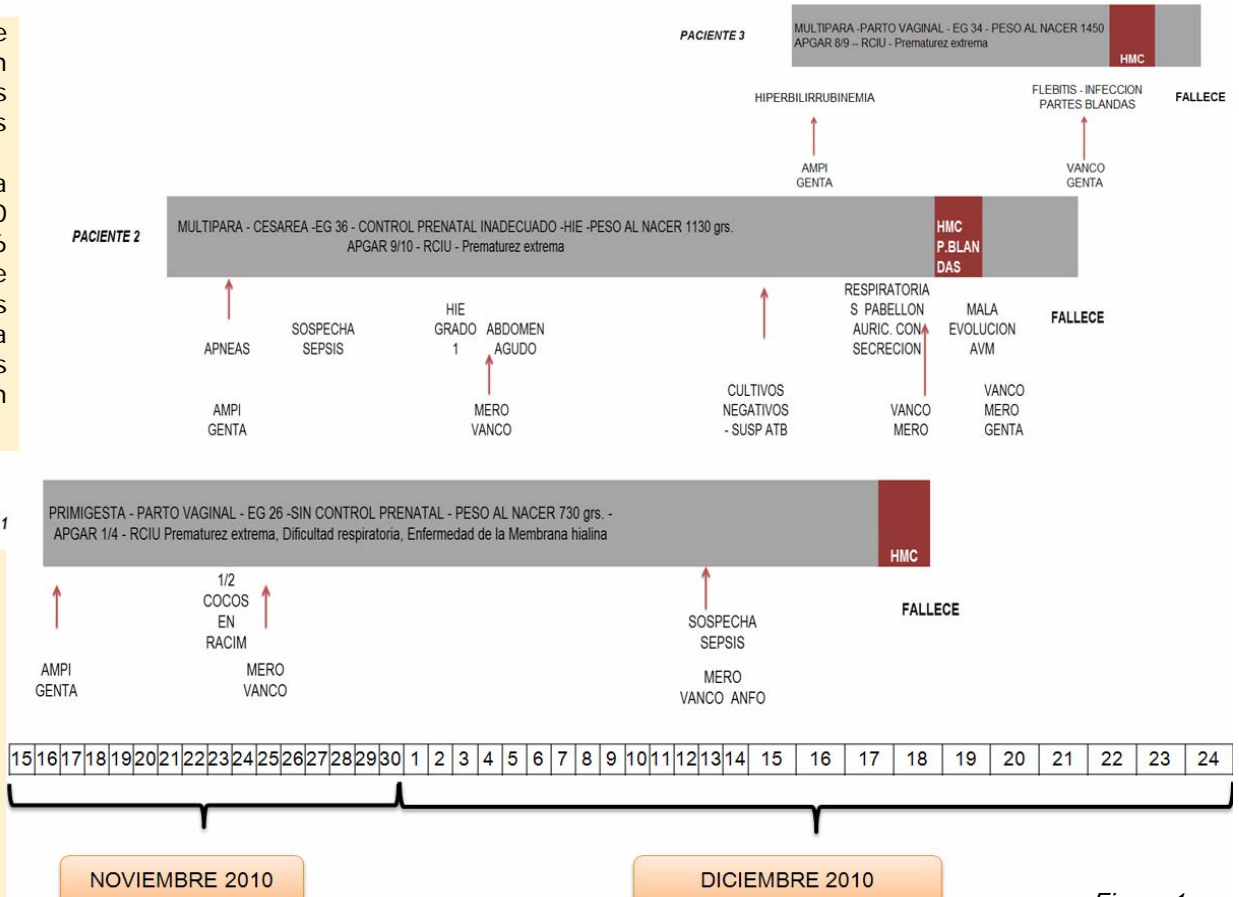 e
n
s
s
a
0
6
e
s
a
s
n
PACIENTE 3
MULTIPARA -PARTO VAGINAL - EG 34 - PESO AL NACER 1450
APGAR 8/9 -- RCIU - Prematurez extrema
HMC
HIPERBILIRRUBINEMIA
FLEBITIS - INFECCION
PARTES BLANDAS
FALLECE
AMPI
GENTA
VANCO
GENTA
PACIENTE 2
MULTIPARA - CESAREA -EG 36 - CONTROL PRENATAL INADECUADO -HIE -PESO AL NACER 1130 grs.
APGAR 9/10 - RCIU - Prematurez extrema
HMC
P.BLAN
DAS
APNEAS
SOSPECHA
SEPSIS
HIE
GRADO
1
ABDOMEN
AGUDO
RESPIRATORIA
S PABELLON
AURIC. CON
SECRECION
MALA
EVOLUCION
AVM
FALLECE
AMPI
GENTA
MERO
VANCO
CULTIVOS
NEGATIVOS
- SUSP ATB
VANCO
MERO
VANCO
MERO
GENTA
1
PRIMIGESTA - PARTO VAGINAL - EG 26 -SIN CONTROL PRENATAL - PESO AL NACER 730 grs. -
APGAR 1/4 - RCIU Prematurez extrema, Dificultad respiratoria, Enfermedad de la Membrana hialina
HMC
1/2
COCOS
EN
RACIM
SOSPECHA
SEPSIS
FALLECE
AMPI
GENTA
MERO
VANCO
MERO
VANCO ANFO
15 16 17 18 19 20 21 22 23 24 25 26 27 28 29 30 1 2 3 4 5 6 7 8 9 10 11 12 13 14 15 16 17 18 19 20 21 22 23 24
NOVIEMBRE 2010
DICIEMBRE 2010